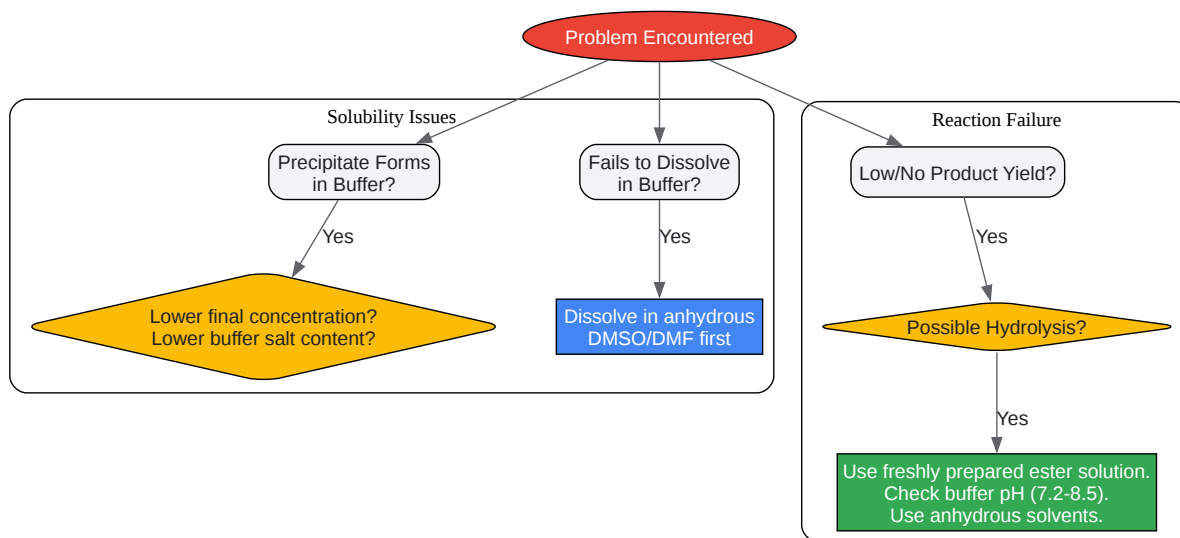 Problem Encountered
Solubility Issues
Precipitate Forms
in Buffer?
Fails to Dissolve
in Buffer?
Yes
Yes
Lower final concentration?
Lower buffer salt content?
Dissolve in anhydrous
DMSO/DMF first
Reaction Failure
Low/No Product Yield?
Yes
Possible Hydrolysis?
Yes
Use freshly prepared ester solution.
Check buffer pH (7.2-8.5).
Use anhydrous solvents.